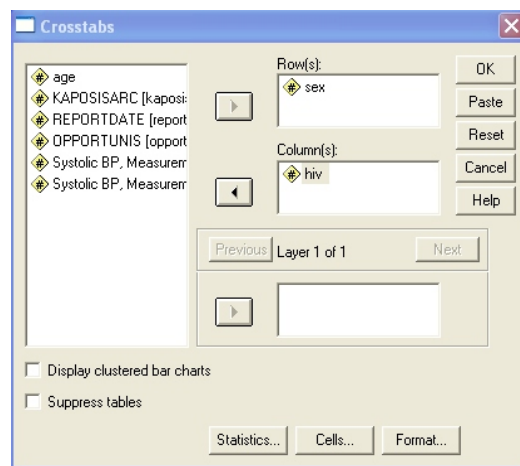 Crosstabs
age
KAPOSISARC [kaposi:
REPORTDATE [report
OPPORTUNIS [opport
Systolic BP, Measurem
Systolic BP, Measurem
Row(s):
sex
Column(s):
hiv
Previous Layer 1 of 1 Next
OK
Paste
Reset
Cancel
Help
Display clustered bar charts
Suppress tables
Statistics... Cells... Format...